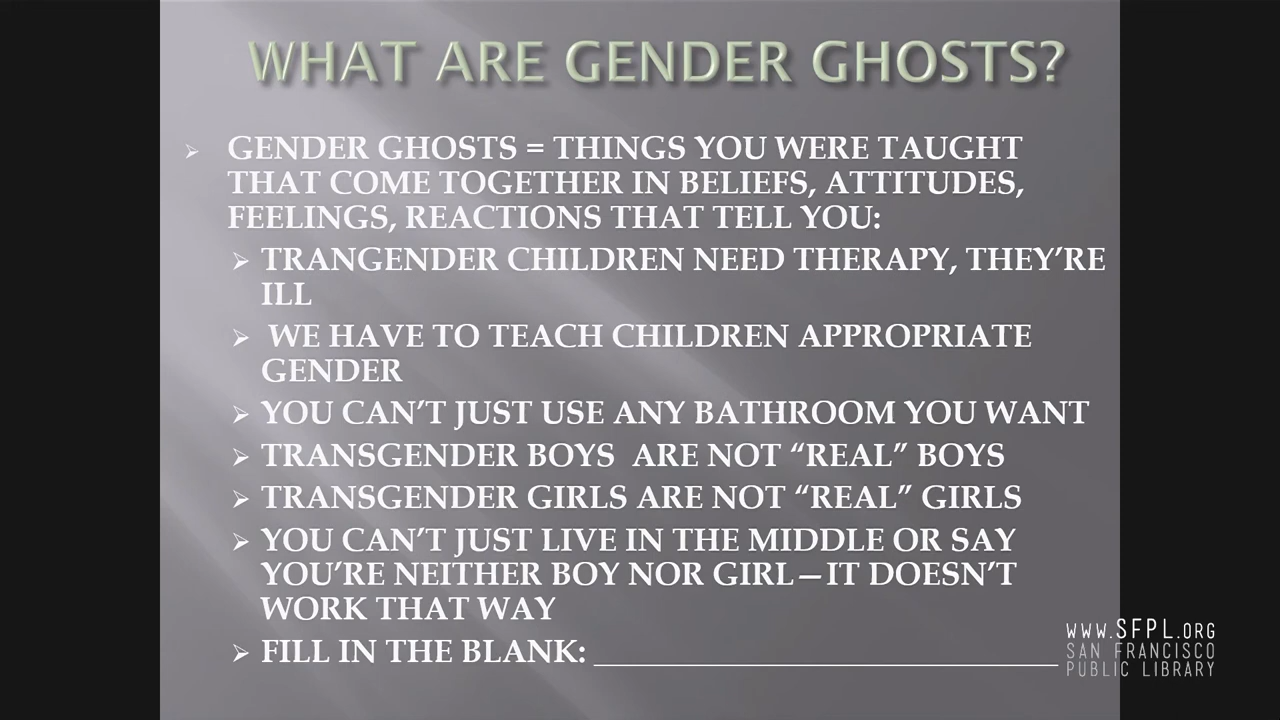 WHAT ARE GENDER GHOSTS?
GENDER GHOSTS = THINGS YOU WERE TAUGHT
THAT COME TOGETHER IN BELIEFS, ATTITUDES,
FEELINGS, REACTIONS THAT TELL YOU:
TRANGENDER CHILDREN NEED THERAPY, THEY’RE
ILL
WE HAVE TO TEACH CHILDREN APPROPRIATE
GENDER
YOU CAN’T JUST USE ANY BATHROOM YOU WANT
TRANSGENDER BOYS ARE NOT “REAL” BOYS
TRANSGENDER GIRLS ARE NOT “REAL” GIRLS
YOU CAN’T JUST LIVE IN THE MIDDLE OR SAY
YOU’RE NEITHER BOY NOR GIRL—IT DOESN’T
WORK THAT WAY
FILL IN THE BLANK: ______________________________
WWW.SFPL.ORG
SAN FRANCISCO
PUBLIC LIBRARY